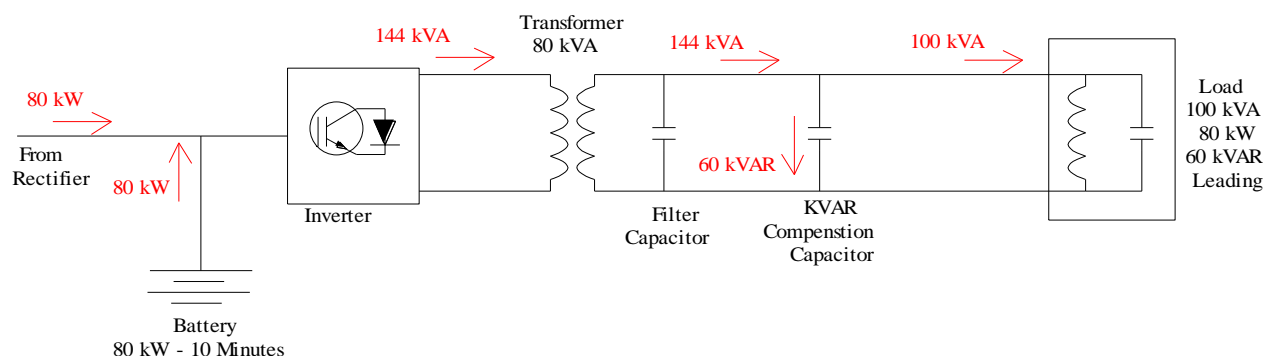 144 kVA
Transformer
80 kVA
144 kVA
100 kVA
80 kW
From
Rectifier
80 kW
Inverter
Filter
Capacitor
60 kVAR
KVAR
Compenstion
Capacitor
Load
100 kVA
80 kW
60 kVAR
Leading
Battery
80 kW - 10 Minutes